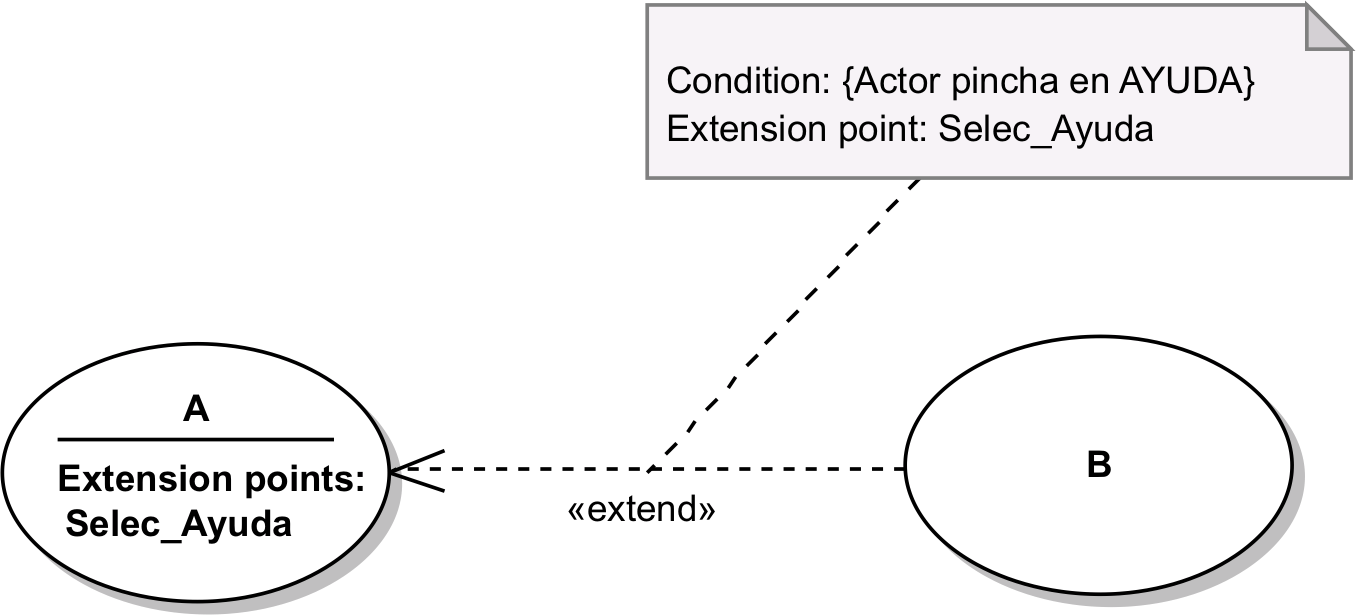 Condition: {Actor pincha en AYUDA}
Extension point: Selec_Ayuda
A
Extension points:
Selec_Ayuda
«extend»
B